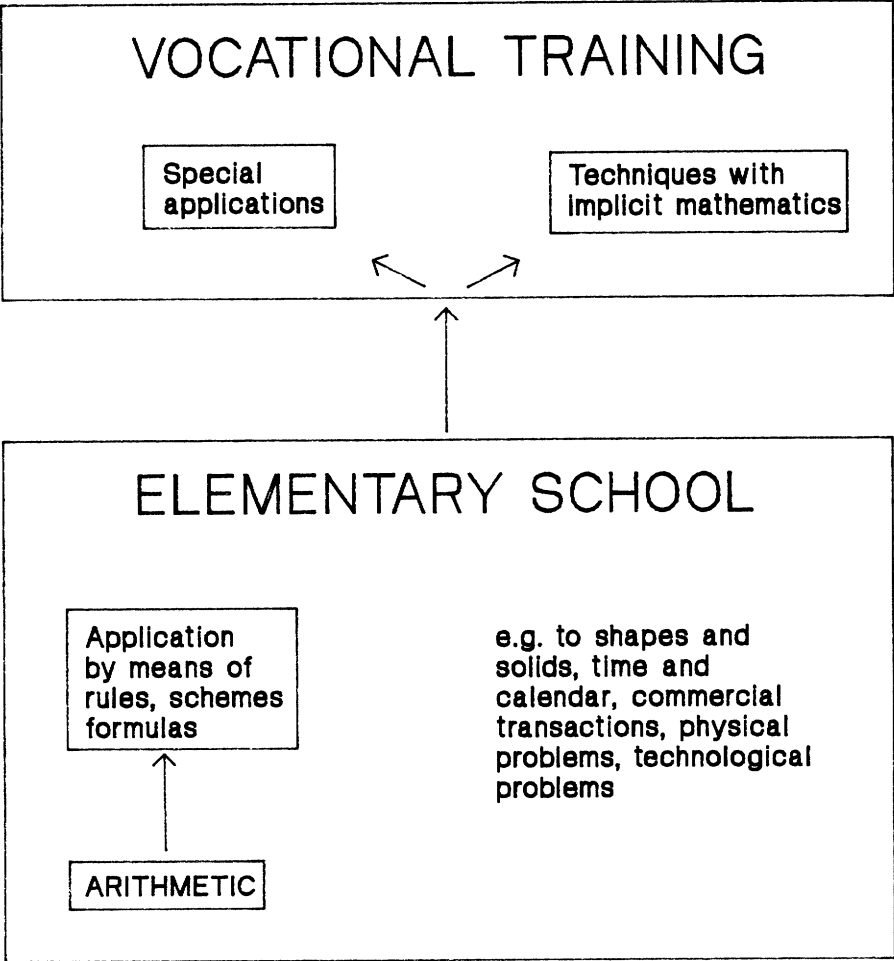 VOCATIONAL TRAINING
Special
applications
Techniques with
implicit mathematics
ELEMENTARY SCHOOL
Application
by means of
rules, schemes
formulas
e.g. to shapes and
solids, time and
calendar, commercial
transactions, physical
problems, technological
problems
ARITHMETIC